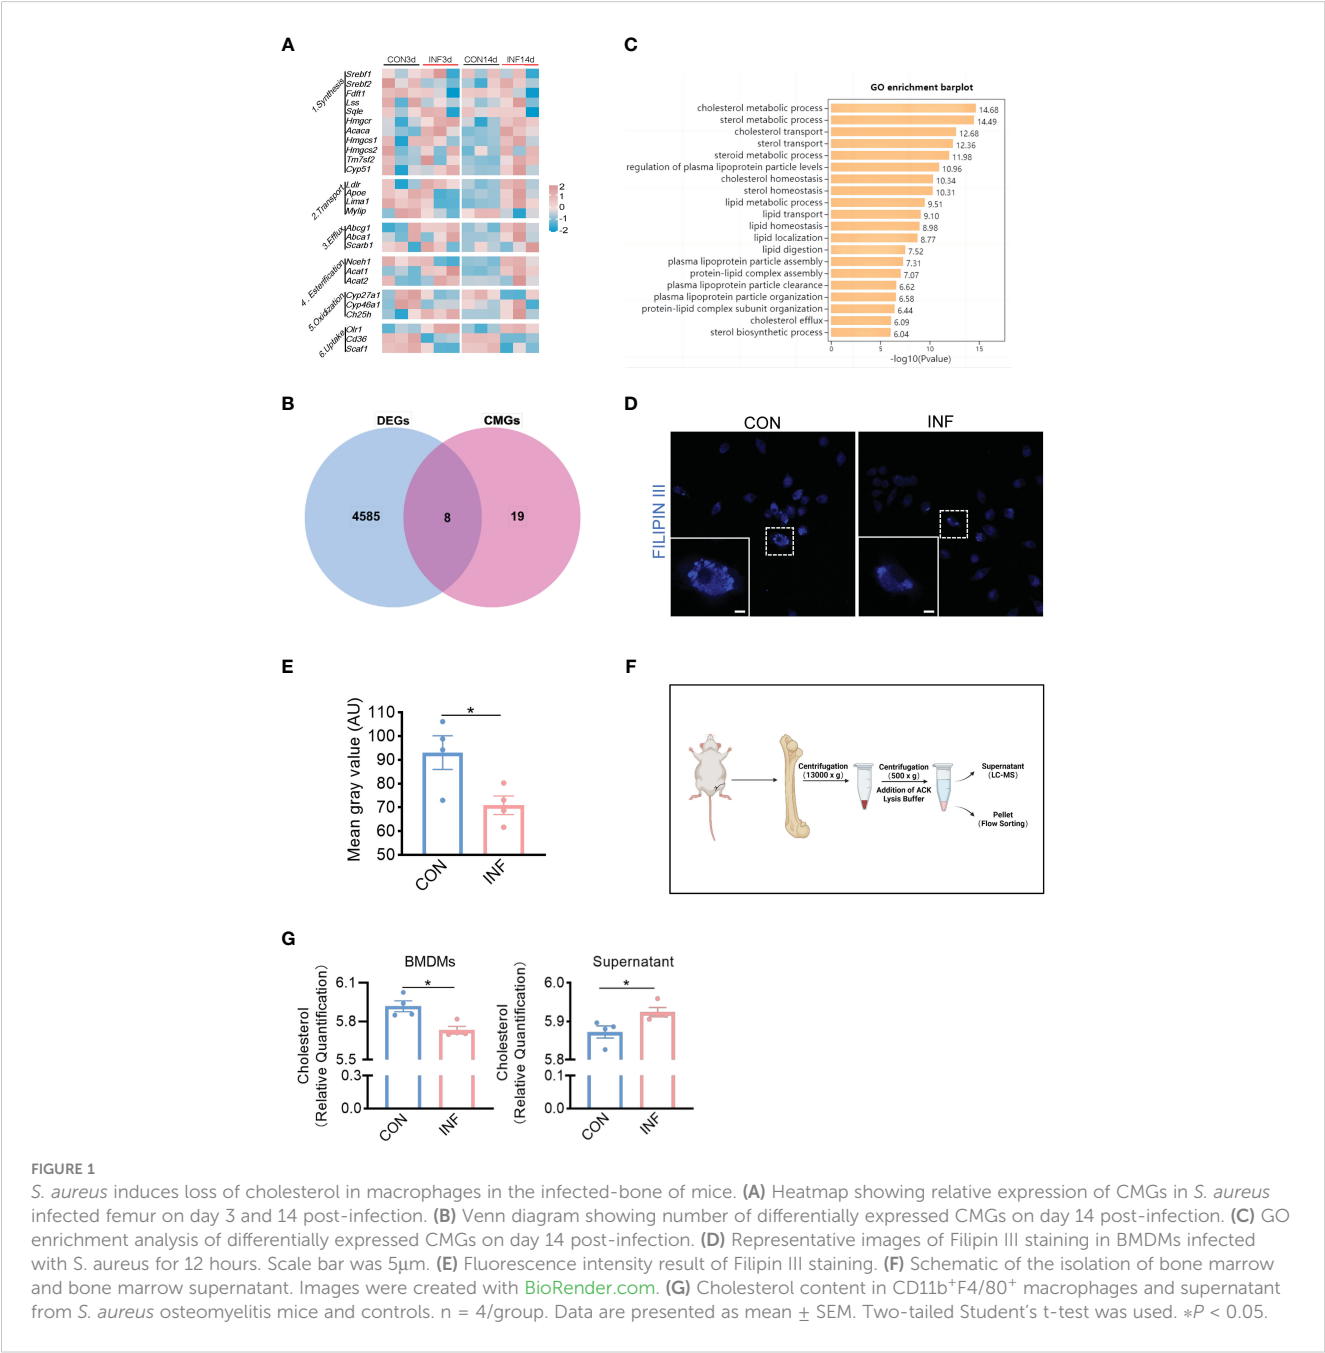 A
CON3d INF3d CON14d INF14d
1.Synthesis
Srebf1
Srebf2
Fdft1
Lss
Sqle
Hmgcr
Acaca
Hmgcs1
Hmgcs2
Tm7sf2
Cyp51
2.Transport
Ldlr
Apoe
Lima1
Mylip
3.Efflux
Abcg1
Abca1
Scarb1
4 . Esterification
Nceh1
Acat1
Acat2
5.Oxidization
Cyp27a1
Cyp46a1
Ch25h
6.Uptake
Olr1
Cd36
Scaf1
2
1
0
-1
-2
C
GO enrichment barplot
cholesterol metabolic process 14.68
sterol metabolic process 14.49
cholesterol transport 12.68
sterol transport 12.36
steroid metabolic process 11.98
regulation of plasma lipoprotein particle levels 10.96
cholesterol homeostasis 10.34
sterol homeostasis 10.31
lipid metabolic process 9.51
lipid transport 9.10
lipid homeostasis 8.98
lipid localization 8.77
lipid digestion 7.52
plasma lipoprotein particle assembly 7.31
protein-lipid complex assembly 7.07
plasma lipoprotein particle clearance 6.62
plasma lipoprotein particle organization 6.58
protein-lipid complex subunit organization 6.44
cholesterol efflux 6.09
sterol biosynthetic process 6.04
0 5 10 15
-log10(Pvalue)
B
DEGs CMGs
4585 8 19
D
CON INF
FILIPIN III
E
Mean gray value (AU)
110
100
90
80
70
60
50
*
CON INF
F
Centrifugation
(13000 x g)
Centrifugation
(500 x g)
Addition of ACK
Lysis Buffer
Supernatant
(LC-MS)
Pellet
(Flow Sorting)
G
BMDMs
Cholesterol
(Relative Quantification)
6.1
5.8
5.5
0.3
0.0
*
CON INF
Supernatant
Cholesterol
(Relative Quantification)
6.0
5.9
5.8
0.1
0.0
*
CON INF
FIGURE 1
S. aureus induces loss of cholesterol in macrophages in the infected-bone of mice. (A) Heatmap showing relative expression of CMGs in S. aureus
infected femur on day 3 and 14 post-infection. (B) Venn diagram showing number of differentially expressed CMGs on day 14 post-infection. (C) GO
enrichment analysis of differentially expressed CMGs on day 14 post-infection. (D) Representative images of Filipin III staining in BMDMs infected
with S. aureus for 12 hours. Scale bar was 5μm. (E) Fluorescence intensity result of Filipin III staining. (F) Schematic of the isolation of bone marrow
and bone marrow supernatant. Images were created with BioRender.com. (G) Cholesterol content in CD11b⁺F4/80⁺ macrophages and supernatant
from S. aureus osteomyelitis mice and controls. n = 4/group. Data are presented as mean ± SEM. Two-tailed Student’s t-test was used. *P < 0.05.